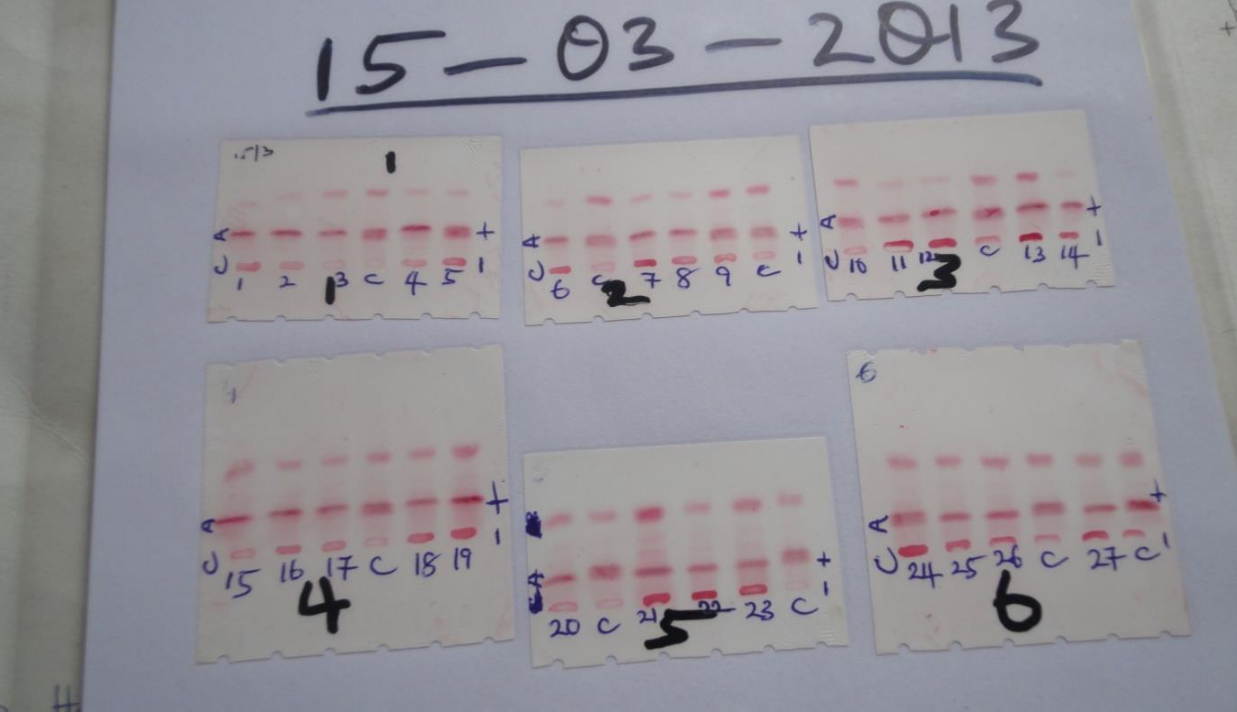 15-03-2013
15/3
1
A +
U 1 2 3 C 4 5 -
1
A +
U 6 C 7 8 9 C -
2
A +
U 10 11 12 C 13 14 -
3
A +
U 15 16 17 C 18 19 -
4
A +
20 C 21 22 23 C -
5
6
A +
U 24 25 26 C 27 C -
6